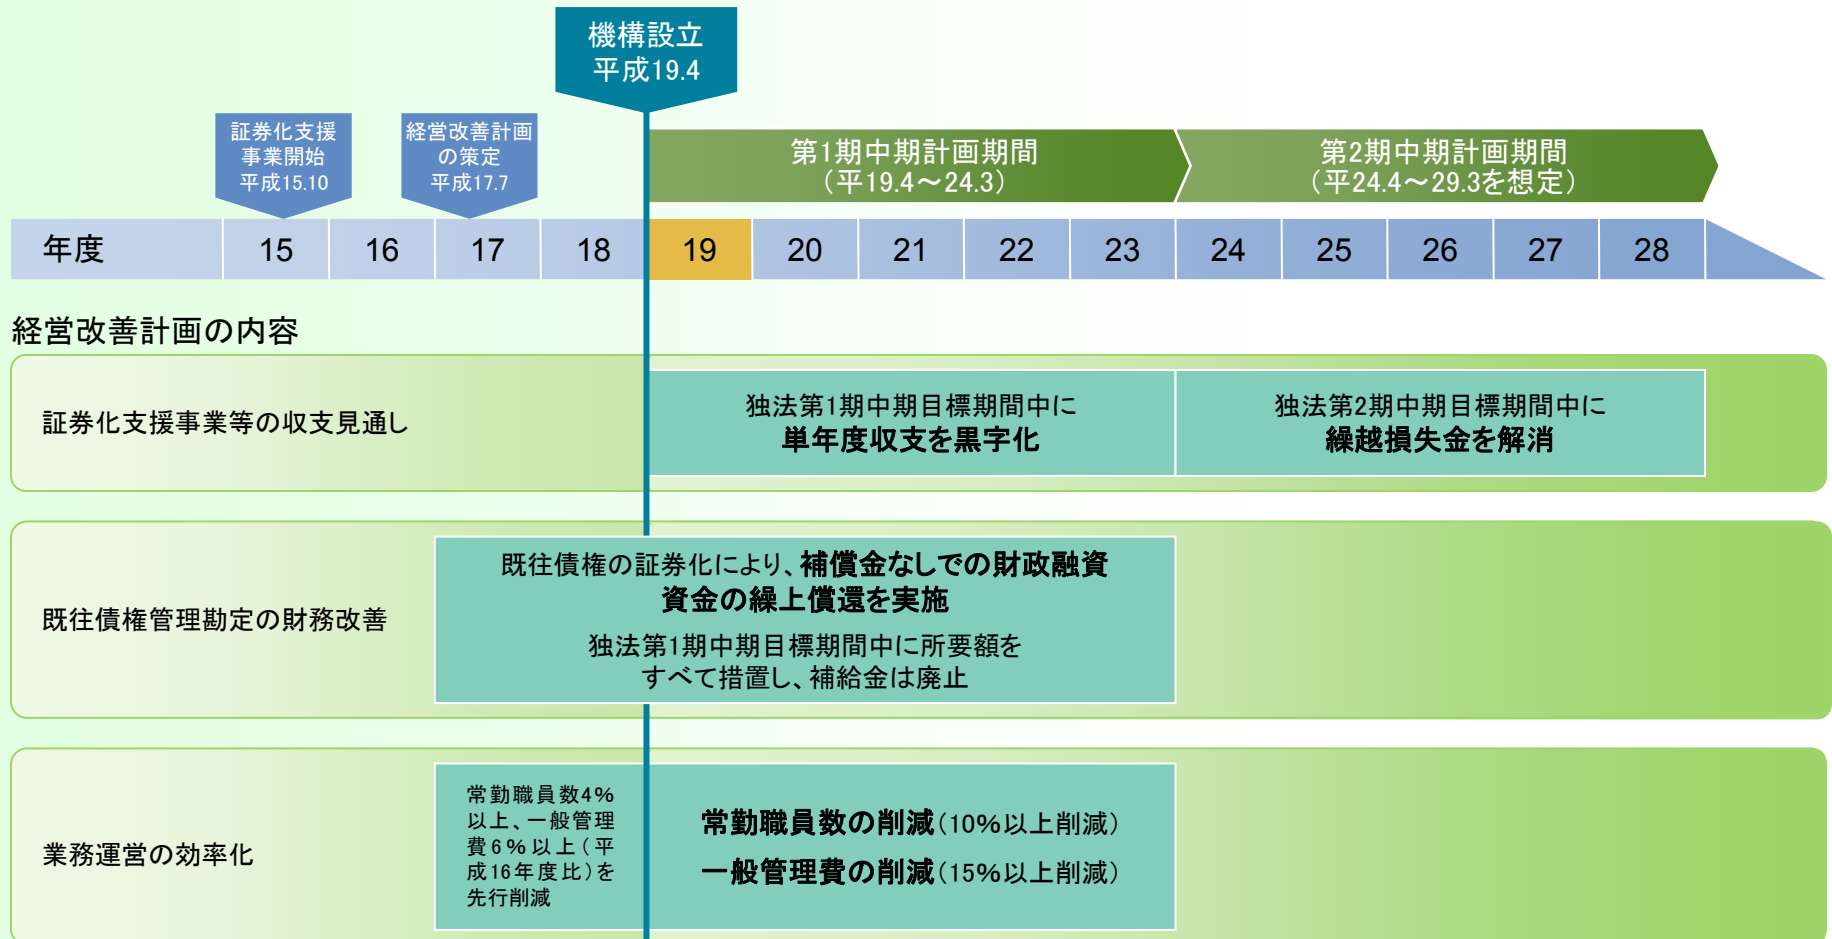 機構設立
平成19.4
証券化支援
事業開始
平成15.10
経営改善計画
の策定
平成17.7
第1期中期計画期間
（平19.4～24.3）
第2期中期計画期間
（平24.4～29.3を想定）
年度 15 16 17 18 19 20 21 22 23 24 25 26 27 28
経営改善計画の内容
証券化支援事業等の収支見通し
独法第1期中期目標期間中に
単年度収支を黒字化
独法第2期中期目標期間中に
繰越損失金を解消
既往債権管理勘定の財務改善
既往債権の証券化により、補償金なしでの財政融資
資金の繰上償還を実施
独法第1期中期目標期間中に所要額を
すべて措置し、補給金は廃止
業務運営の効率化
常勤職員数4％
以上、一般管理
費6％以上（平
成16年度比）を
先行削減
常勤職員数の削減（10％以上削減）
一般管理費の削減（15％以上削減）